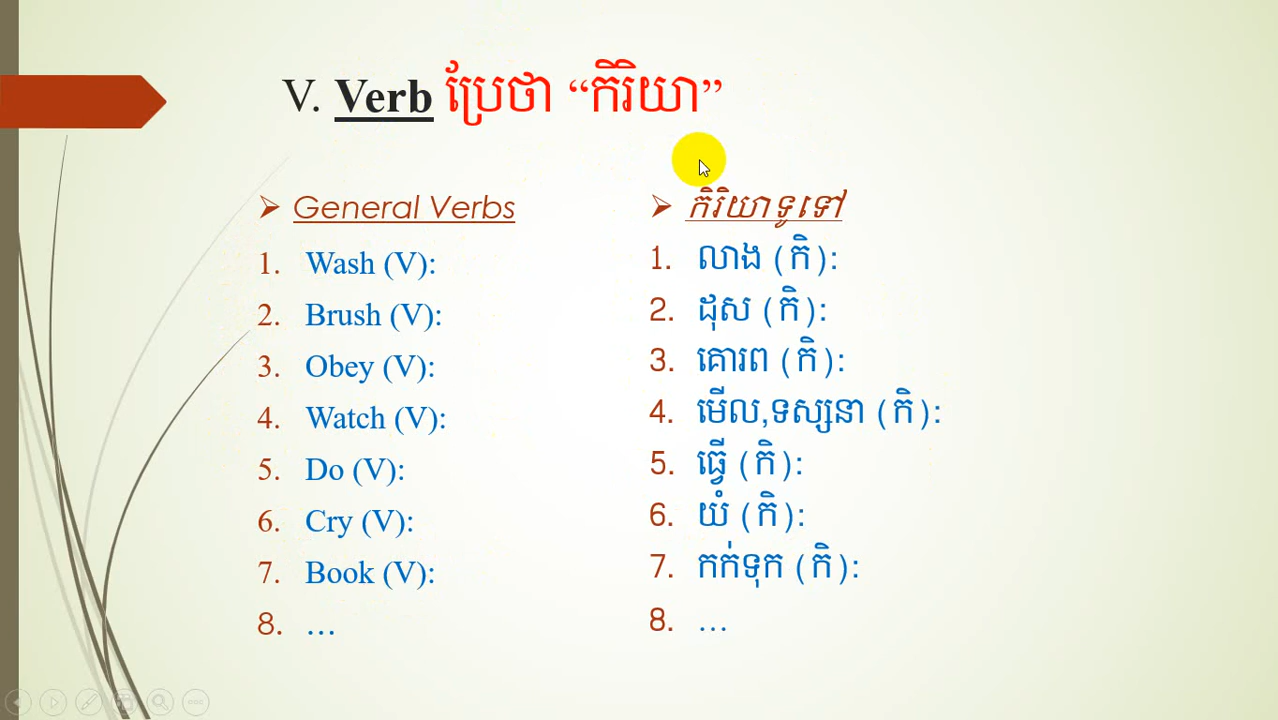 V. Verb ប្រែថា “កិរិយា”
➢ General Verbs
1. Wash (V):
2. Brush (V):
3. Obey (V):
4. Watch (V):
5. Do (V):
6. Cry (V):
7. Book (V):
8. …
➢ កិរិយាទូទៅ
1. លាង (កិ):
2. ដុស (កិ):
3. គោរព (កិ):
4. មើល,ទស្សនា (កិ):
5. ធ្វើ (កិ):
6. យំ (កិ):
7. កក់ទុក (កិ):
8. …